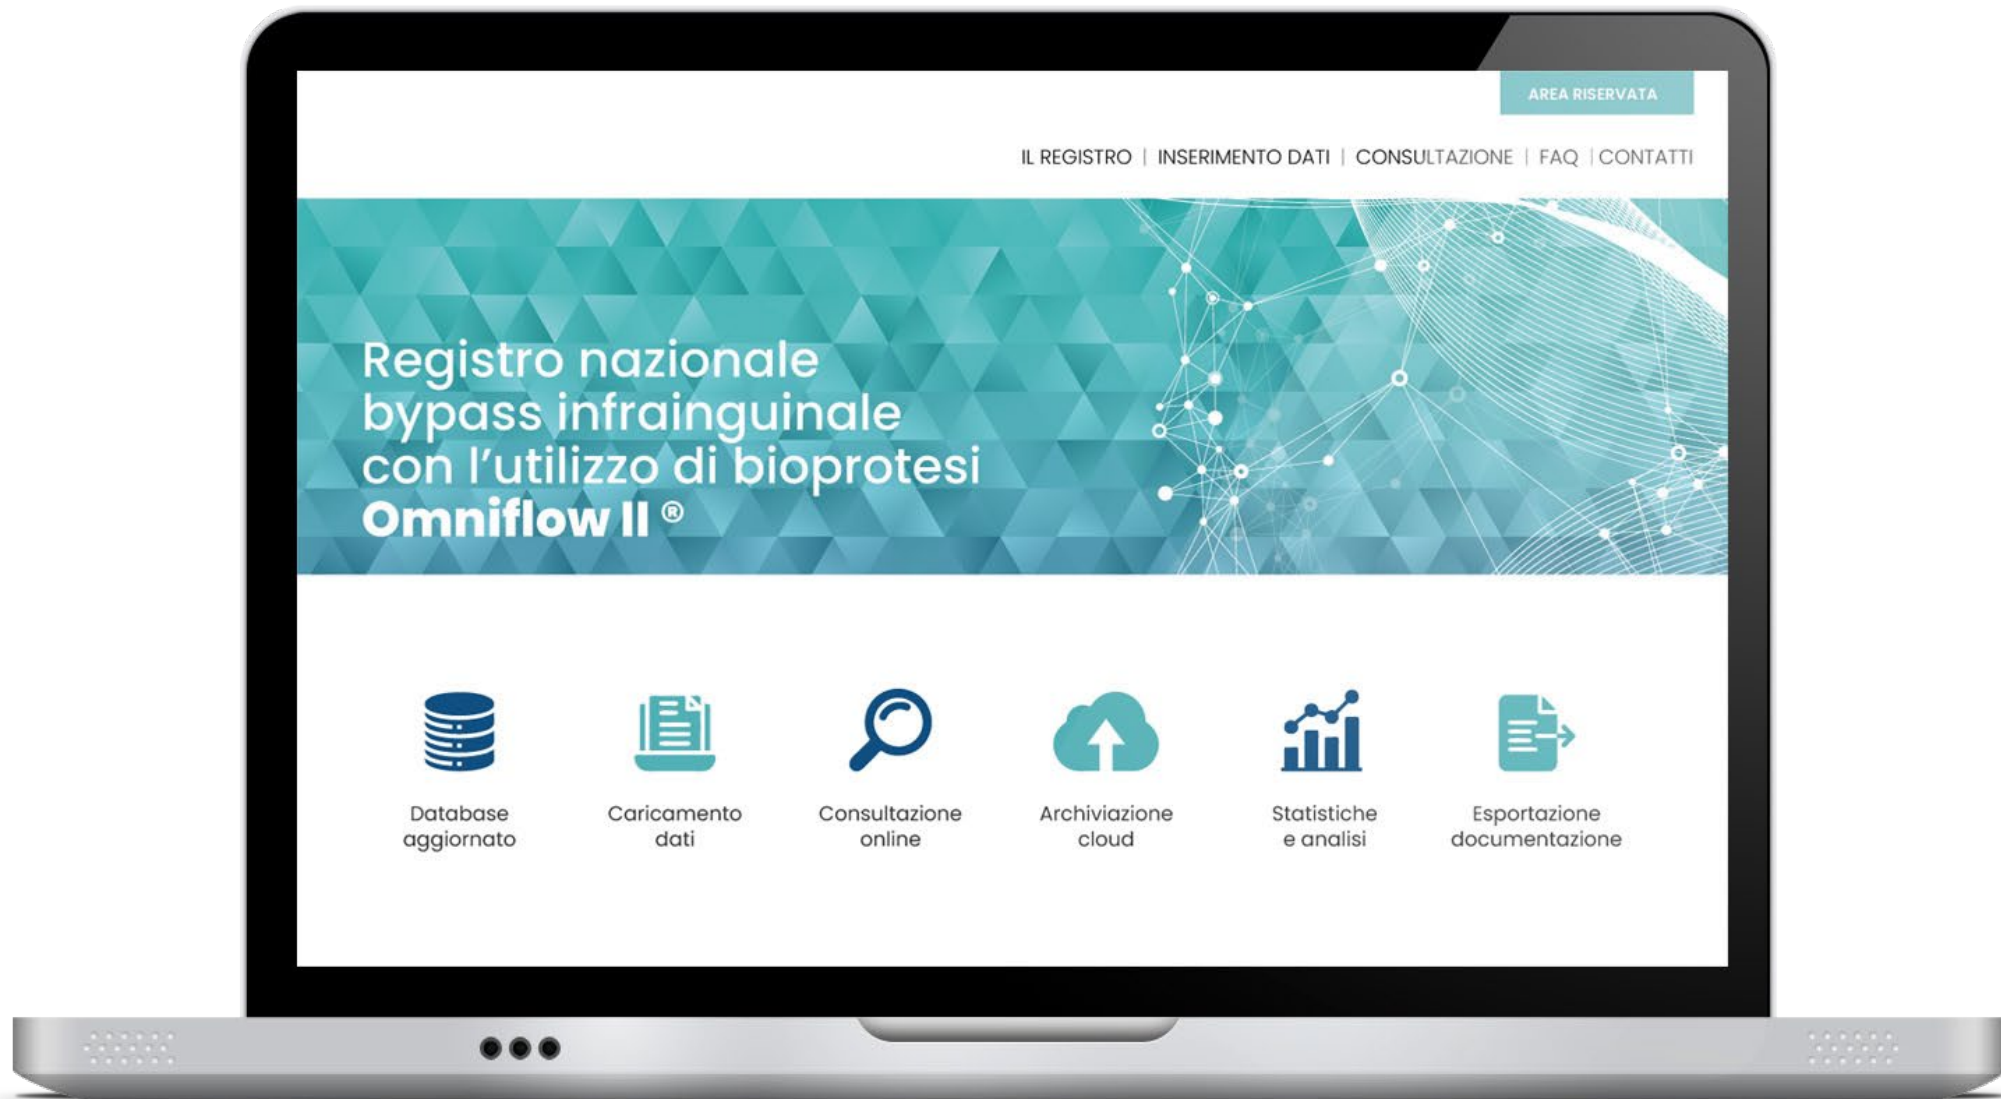 AREA RISERVATA
IL REGISTRO | INSERIMENTO DATI | CONSULTAZIONE | FAQ | CONTATTI
Registro nazionale
bypass infrainguinale
con l'utilizzo di bioprotesi
Omniflow II ®
Database
aggiornato
Caricamento
dati
Consultazione
online
Archiviazione
cloud
Statistiche
e analisi
Esportazione
documentazione